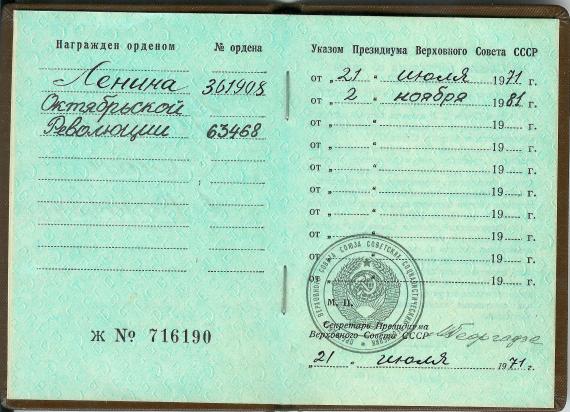 Награжден орденом
№ ордена
Ленина 361908
Октябрьской
Революции 63468
Ж № 716190
Указом Президиума Верховного Совета СССР
от „ 21 “ июля 1971 г.
от „ 2 “ ноября 1981 г.
от „ “ 19 г.
от „ “ 19 г.
от „ “ 19 г.
от „ “ 19 г.
от „ “ 19 г.
от „ “ 19 г.
от „ “ 19 г.
от „ “ 19 г.
М. П.
Секретарь Президиума
Верховного Совета СССР
М. Георгадзе
„ 21 “ июля 1971 г.